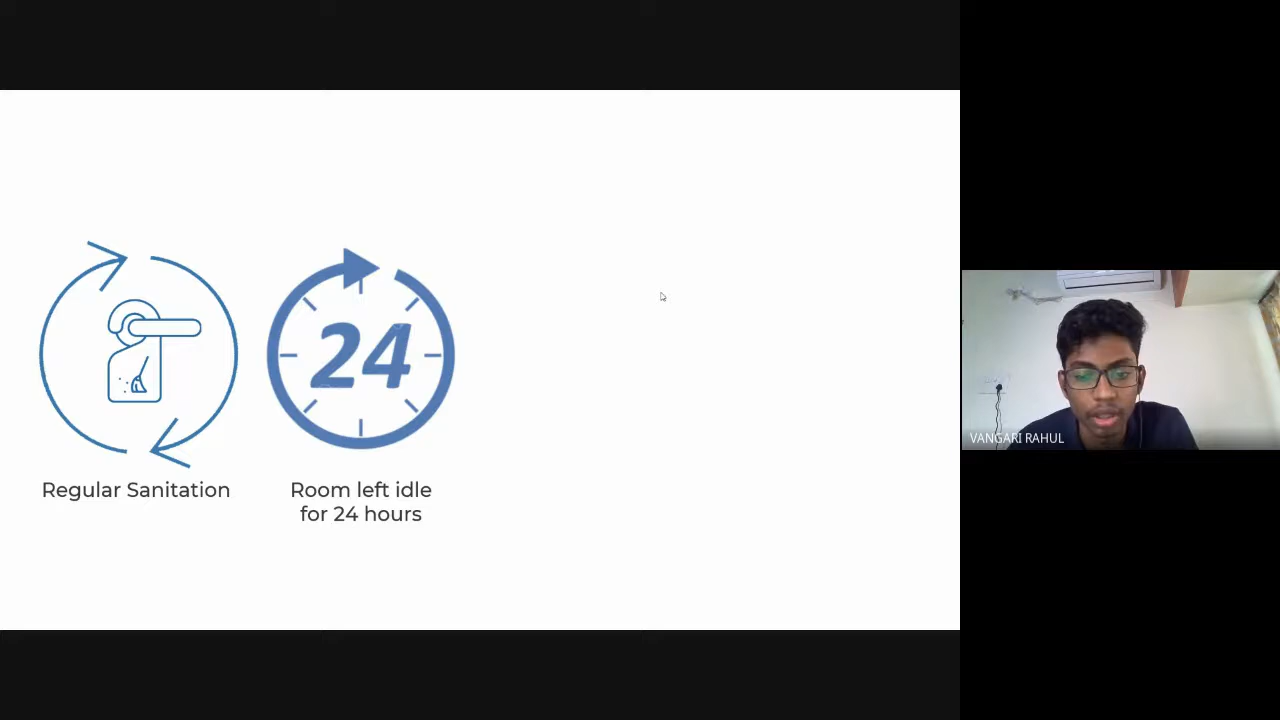 24
Regular Sanitation
Room left idle
for 24 hours
VANGARI RAHUL